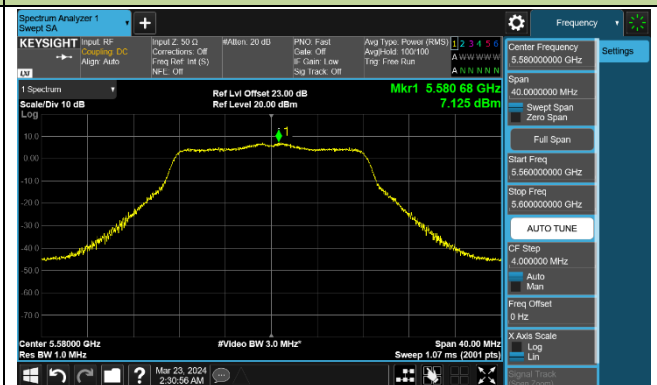 Spectrum Analyzer 1
Swept SA
+
Frequency
KEYSIGHT
Input: RF
Coupling: DC
Align: Auto
Input Z: 50 Ω
Corrections: Off
Freq Ref: Int (S)
NFE: Off
#Atten: 20 dB
PNO: Fast
Gate: Off
IF Gain: Low
Sig Track: Off
Avg Type: Power (RMS)
Avg|Hold: 100/100
Trig: Free Run
1 2 3 4 5 6
A W W W W W
A N N N N N
LXI
1 Spectrum
Scale/Div 10 dB
Log
Ref Lvl Offset 23.00 dB
Ref Level 20.00 dBm
Mkr1 5.580 68 GHz
7.125 dBm
1
10.0
0.00
-10.0
-20.0
-30.0
-40.0
-50.0
-60.0
-70.0
Center 5.58000 GHz
Res BW 1.0 MHz
#Video BW 3.0 MHz*
Span 40.00 MHz
Sweep 1.07 ms (2001 pts)
Center Frequency
5.580000000 GHz
Settings
Span
40.0000000 MHz
Swept Span
Zero Span
Full Span
Start Freq
5.560000000 GHz
Stop Freq
5.600000000 GHz
AUTO TUNE
CF Step
4.000000 MHz
Auto
Man
Freq Offset
0 Hz
X Axis Scale
Log
Lin
Signal Track
(Span Zoom)
?
Mar 23, 2024
2:30:56 AM